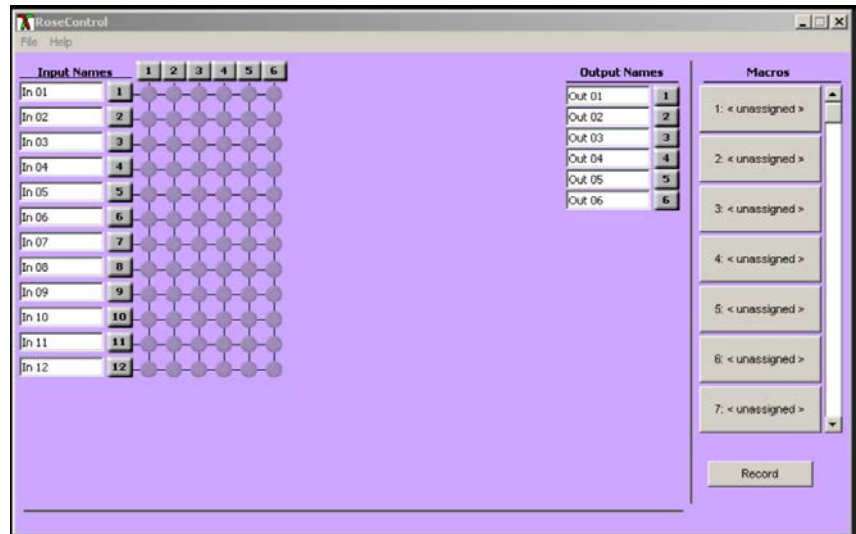 RoseControl
File Help
Input Names 1 2 3 4 5 6
In 01 1
In 02 2
In 03 3
In 04 4
In 05 5
In 06 6
In 07 7
In 08 8
In 09 9
In 10 10
In 11 11
In 12 12
Output Names
Out 01 1
Out 02 2
Out 03 3
Out 04 4
Out 05 5
Out 06 6
Macros
1: < unassigned >
2: < unassigned >
3: < unassigned >
4: < unassigned >
5: < unassigned >
6: < unassigned >
7: < unassigned >
Record